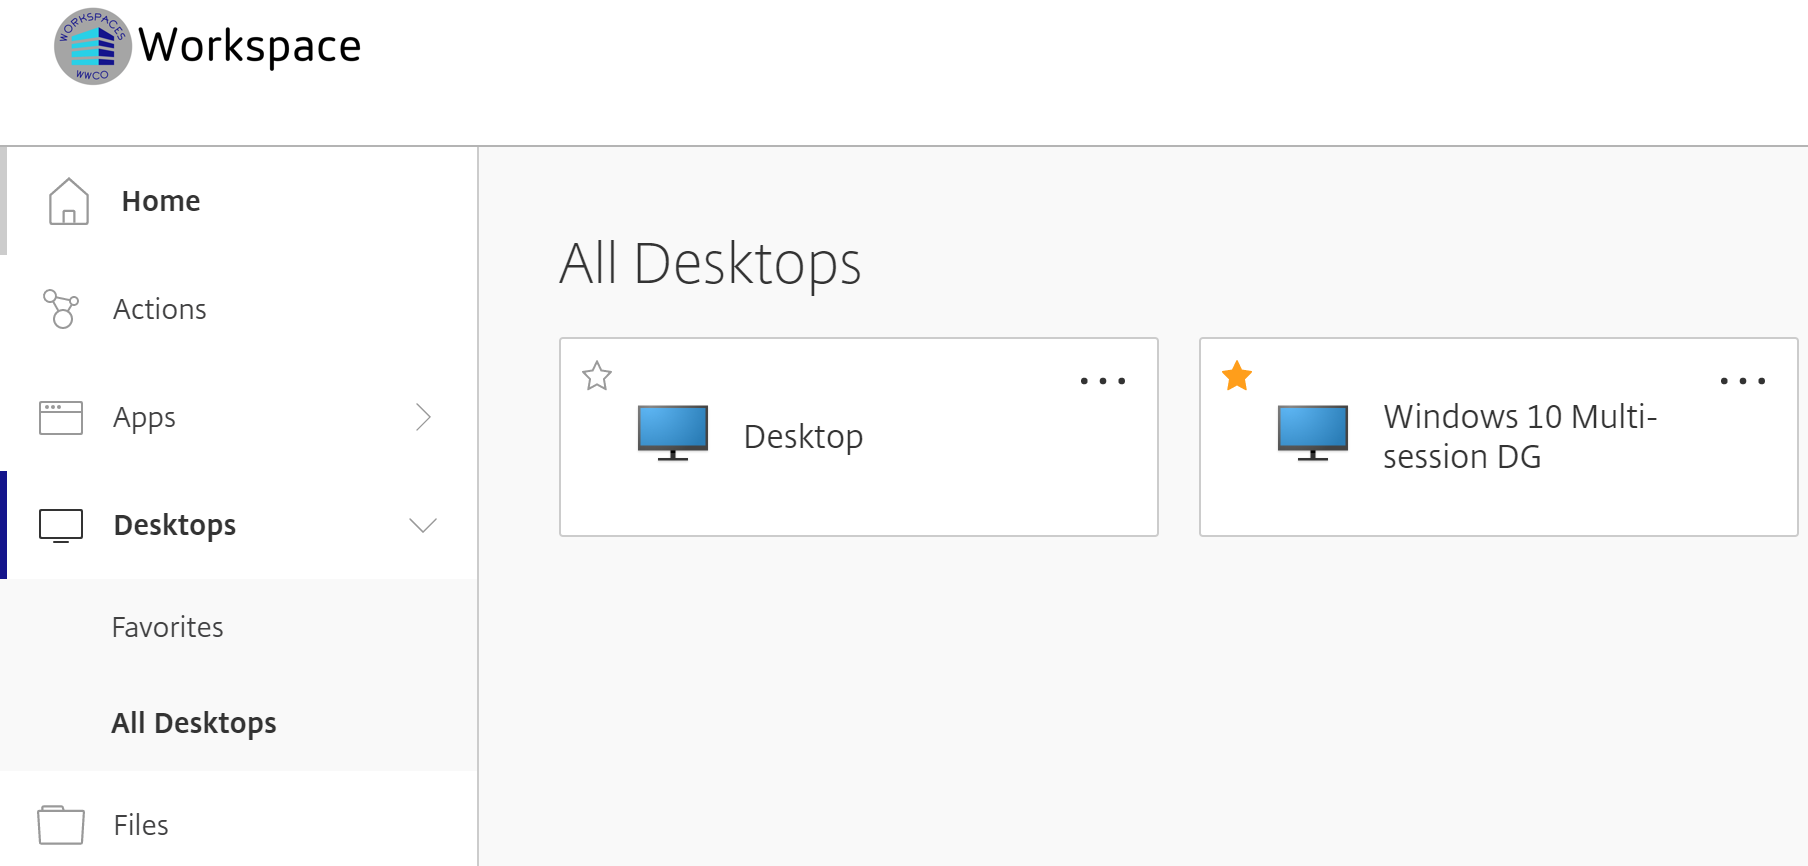 WORKSPACES
WWCO
Workspace
Home
Actions
Apps
Desktops
Favorites
All Desktops
Files
All Desktops
Desktop
Windows 10 Multi-
session DG